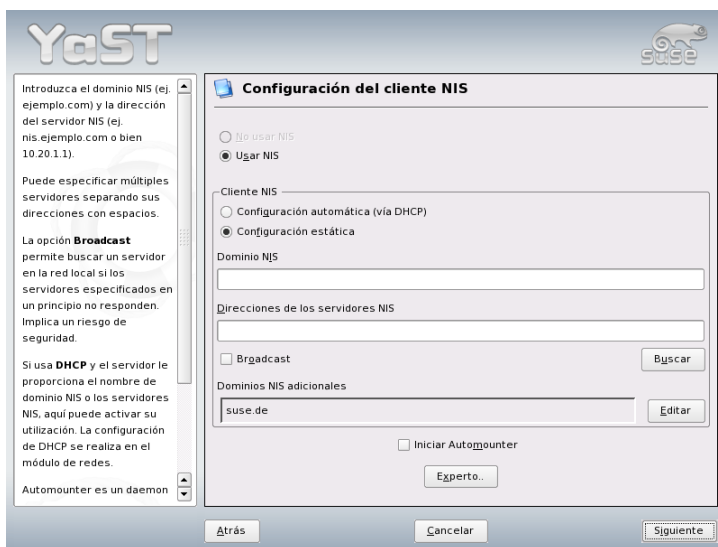 YaST
SUSE
Introduzca el dominio NIS (ej.
ejemplo.com) y la dirección
del servidor NIS (ej.
nis.ejemplo.com o bien
10.20.1.1).
Puede especificar múltiples
servidores separando sus
direcciones con espacios.
La opción Broadcast
permite buscar un servidor
en la red local si los
servidores especificados en
un principio no responden.
Implica un riesgo de
seguridad.
Si usa DHCP y el servidor le
proporciona el nombre de
dominio NIS o los servidores
NIS, aquí puede activar su
utilización. La configuración
de DHCP se realiza en el
módulo de redes.
Automounter es un daemon
Configuración del cliente NIS
No usar NIS
Usar NIS
Cliente NIS
Configuración automática (vía DHCP)
Configuración estática
Dominio NIS
Direcciones de los servidores NIS
Broadcast
Buscar
Dominios NIS adicionales
suse.de
Editar
Iniciar Automounter
Experto..
Atrás
Cancelar
Siguiente